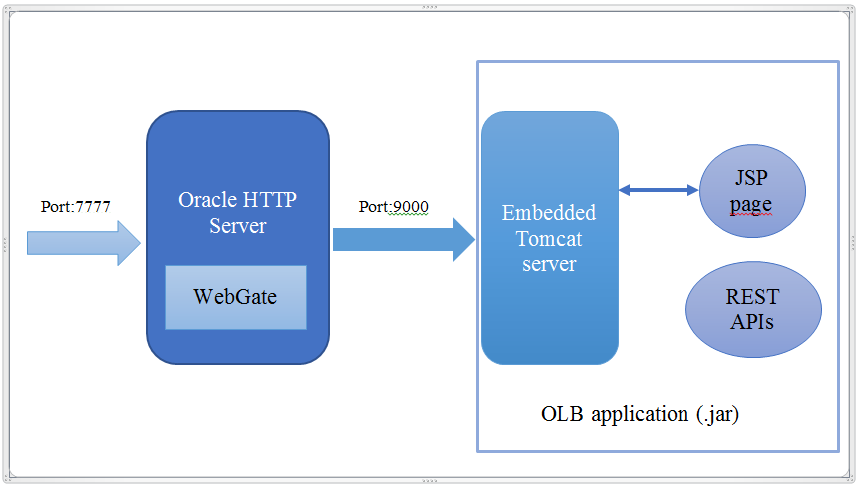 Port:7777
Oracle HTTP
Server
WebGate
Port:9000
Embedded
Tomcat
server
JSP
page
REST
APIs
OLB application (.jar)